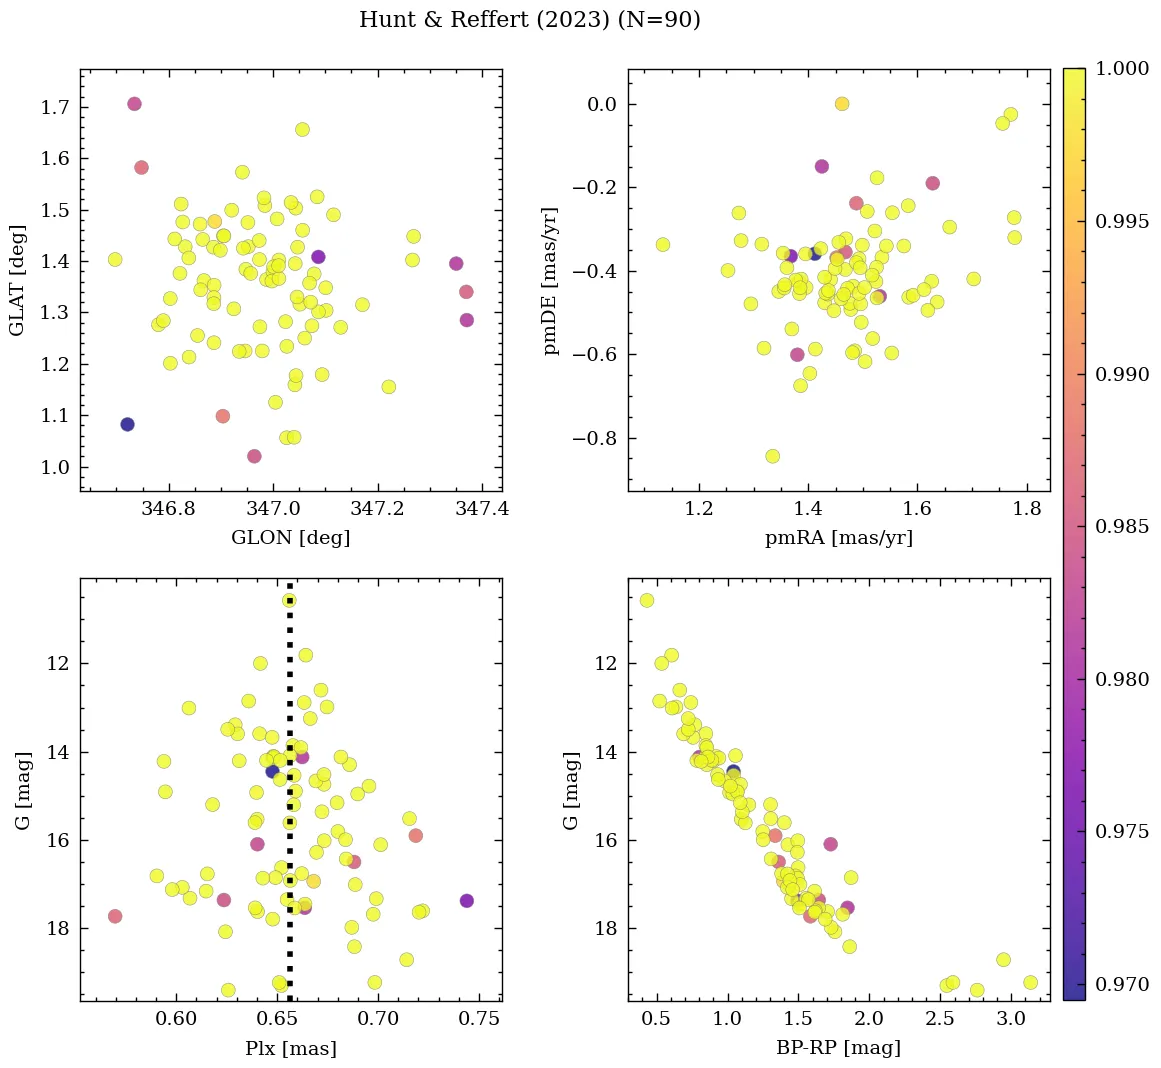 Hunt & Reffert (2023) (N=90)
1.7
1.6
1.5
1.4
1.3
1.2
1.1
1.0
GLAT [deg]
346.8 347.0 347.2 347.4
GLON [deg]
0.0
−0.2
−0.4
−0.6
−0.8
pmDE [mas/yr]
1.2 1.4 1.6 1.8
pmRA [mas/yr]
1.000
0.995
0.990
0.985
0.980
0.975
0.970
12
14
16
18
G [mag]
0.60 0.65 0.70 0.75
Plx [mas]
12
14
16
18
G [mag]
0.5 1.0 1.5 2.0 2.5 3.0
BP-RP [mag]